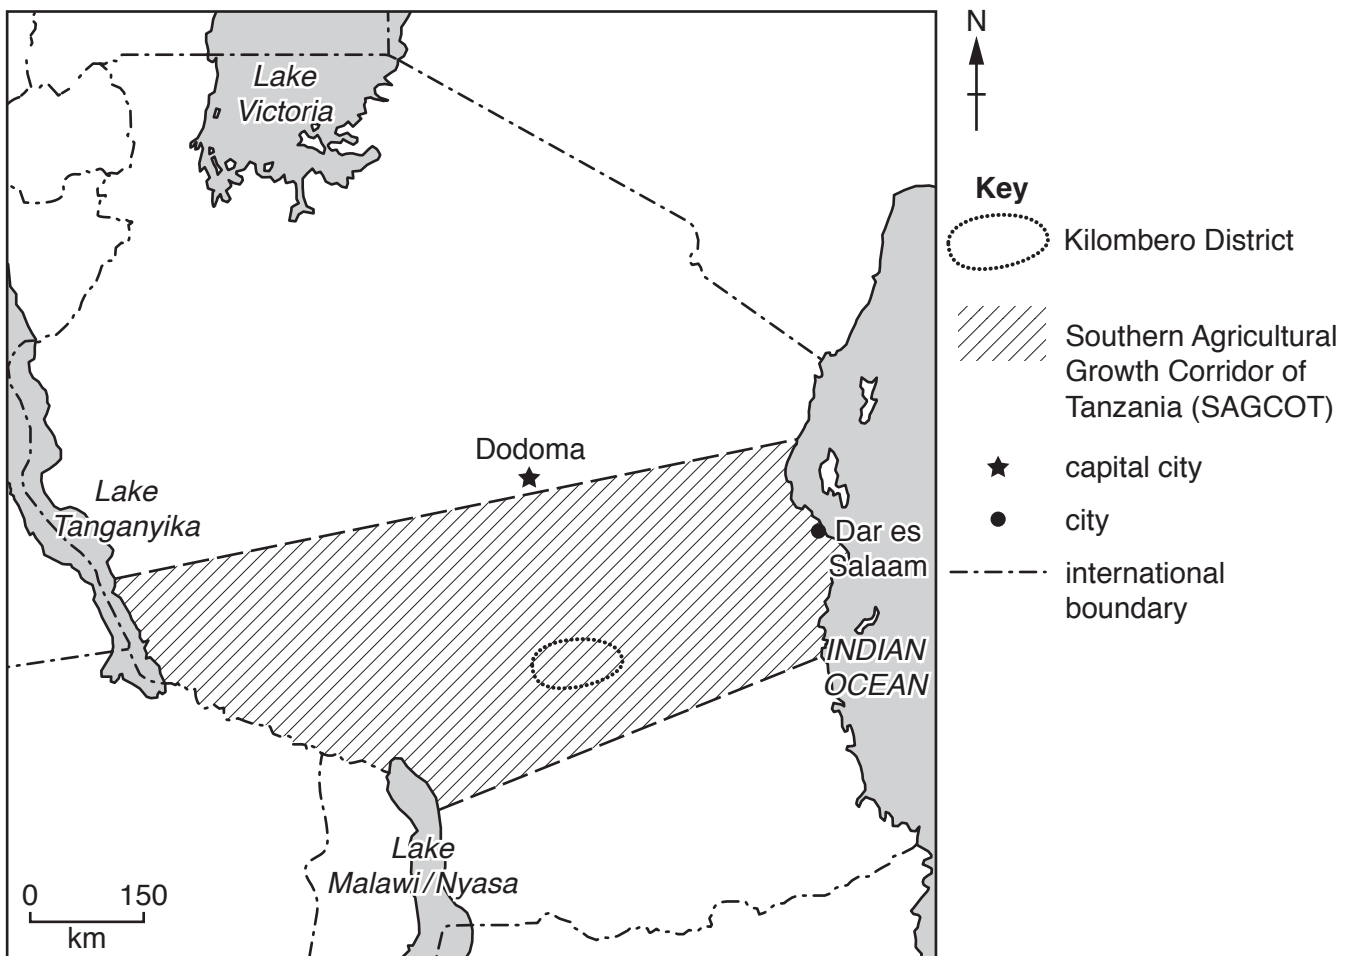 Lake
Victoria
Dodoma
Lake
Tanganyika
Dar es
Salaam
INDIAN
OCEAN
Lake
Malawi/Nyasa
0 150
km
N
Key
Kilombero District
Southern Agricultural
Growth Corridor of
Tanzania (SAGCOT)
capital city
city
international
boundary